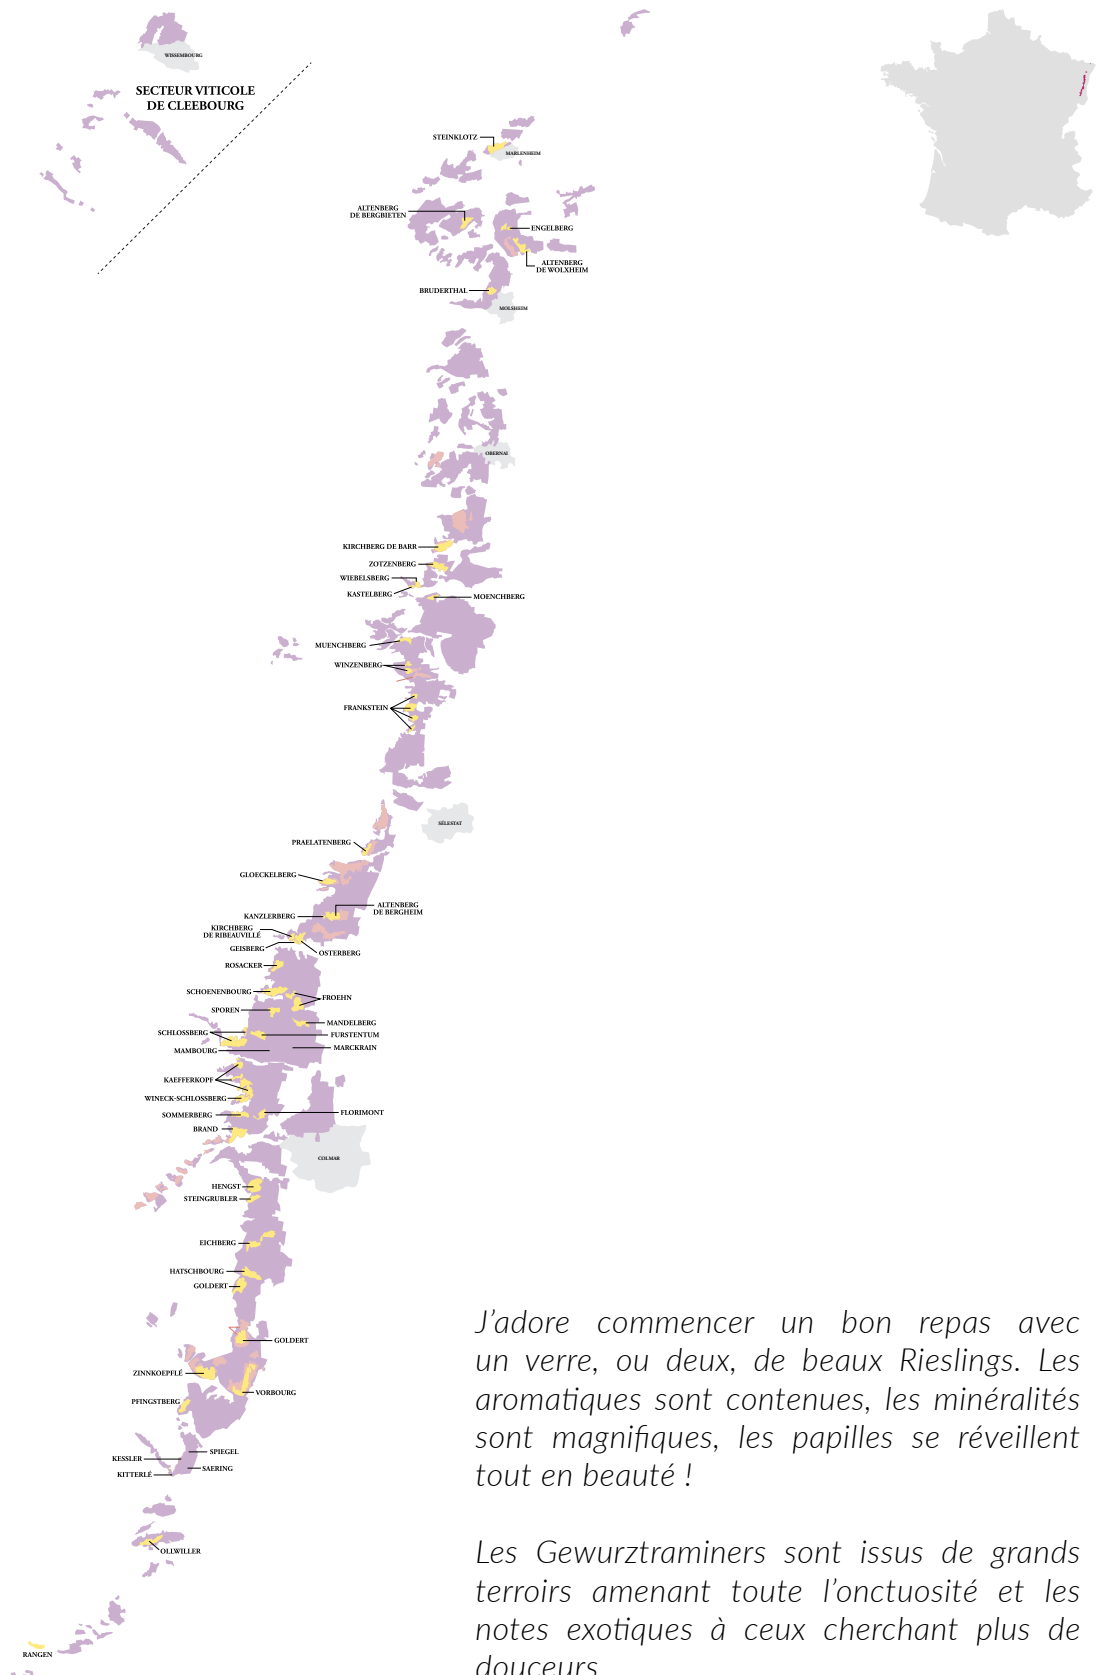 WISSEMBOURG
SECTEUR VITICOLE
DE CLEEBOURG
STEINKLOTZ
MARLENHEIM
ALTENBERG
DE BERGBIETEN
ENGELBERG
ALTENBERG
DE WOLXHEIM
BRUDERTHAL
MOLSHEIM
OBERNAI
KIRCHBERG DE BARR
ZOTZENBERG
WIEBELSBERG
KASTELBERG
MOENCHBERG
MUENCHBERG
WINZENBERG
FRANKSTEIN
SÉLESTAT
PRAELATENBERG
GLOECKELBERG
ALTENBERG
DE BERGHEIM
KANZLERBERG
KIRCHBERG
DE RIBEAUVILLÉ
GEISBERG
OSTERBERG
ROSACKER
SCHOENENBOURG
FROEHN
SPOREN
MANDELBERG
SCHLOSSBERG
FURSTENTUM
MAMBOURG
MARCKRAIN
KAEFFERKOPF
WINECK-SCHLOSSBERG
SOMMERBERG
FLORIMONT
BRAND
COLMAR
HENGST
STEINGRUBLER
EICHBERG
HATSCHBOURG
GOLDERT
GOLDERT
ZINNKOEPFLÉ
VORBOURG
PFINGSTBERG
SPIEGEL
KESSLER
SAERING
KITTERLÉ
OLLWILLER
RANGEN
J’adore commencer un bon repas avec
un verre, ou deux, de beaux Rieslings. Les
aromatiques sont contenues, les minéralités
sont magnifiques, les papilles se réveillent
tout en beauté !
Les Gewurztraminers sont issus de grands
terroirs amenant toute l’onctuosité et les
notes exotiques à ceux cherchant plus de
douceurs